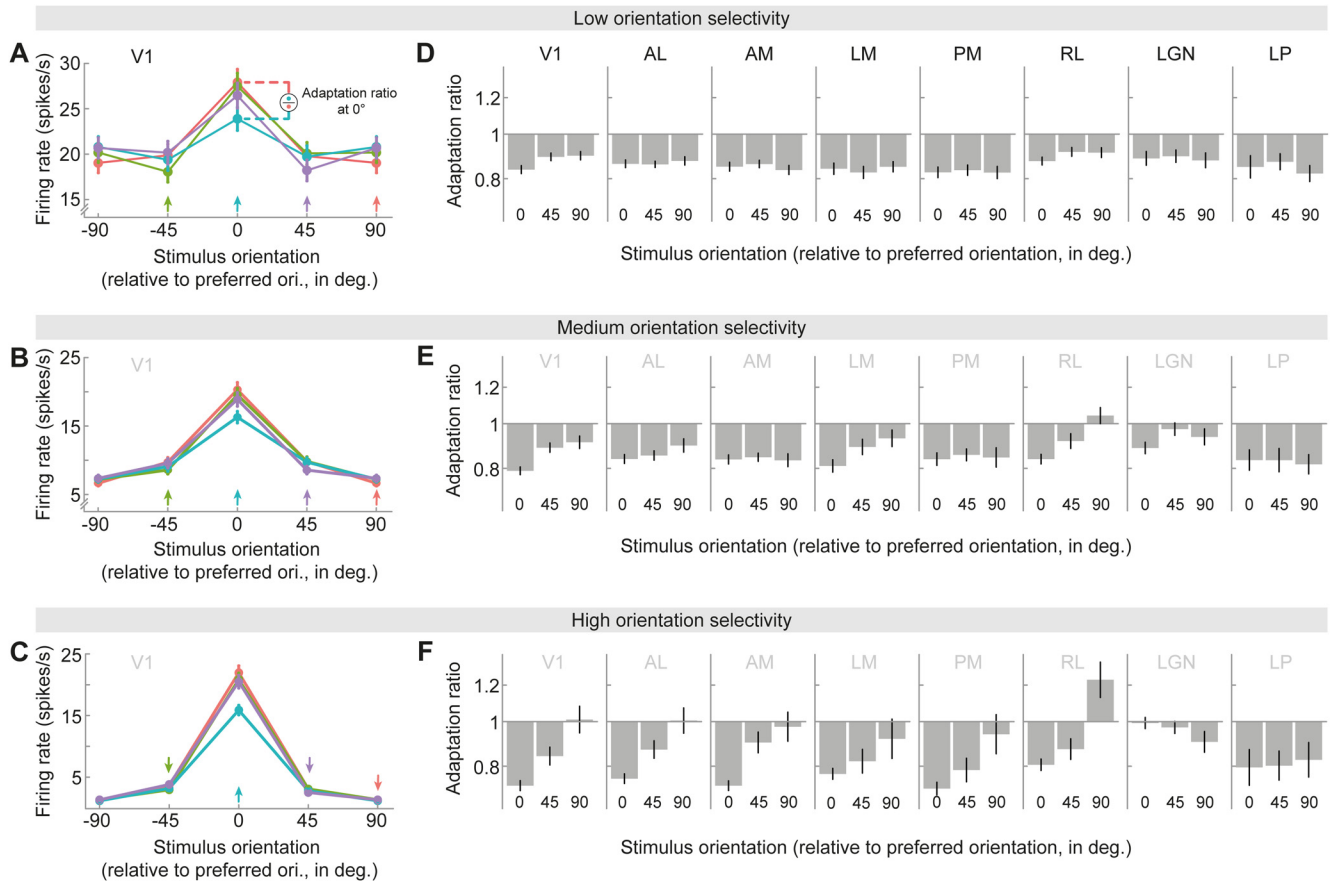 Low orientation selectivity
A
V1
Firing rate (spikes/s)
30
25
20
15
Adaptation ratio
at 0°
-90 -45 0 45 90
Stimulus orientation
(relative to preferred ori., in deg.)
D
V1 AL AM LM PM RL LGN LP
Adaptation ratio
1.2
1
0.8
0 45 90 0 45 90 0 45 90 0 45 90 0 45 90 0 45 90 0 45 90 0 45 90
Stimulus orientation (relative to preferred orientation, in deg.)
Medium orientation selectivity
B
V1
Firing rate (spikes/s)
25
15
5
-90 -45 0 45 90
Stimulus orientation
(relative to preferred ori., in deg.)
E
V1 AL AM LM PM RL LGN LP
Adaptation ratio
1.2
1
0.8
0 45 90 0 45 90 0 45 90 0 45 90 0 45 90 0 45 90 0 45 90 0 45 90
Stimulus orientation (relative to preferred orientation, in deg.)
High orientation selectivity
C
V1
Firing rate (spikes/s)
25
15
5
-90 -45 0 45 90
Stimulus orientation
(relative to preferred ori., in deg.)
F
V1 AL AM LM PM RL LGN LP
Adaptation ratio
1.2
1
0.8
0 45 90 0 45 90 0 45 90 0 45 90 0 45 90 0 45 90 0 45 90 0 45 90
Stimulus orientation (relative to preferred orientation, in deg.)